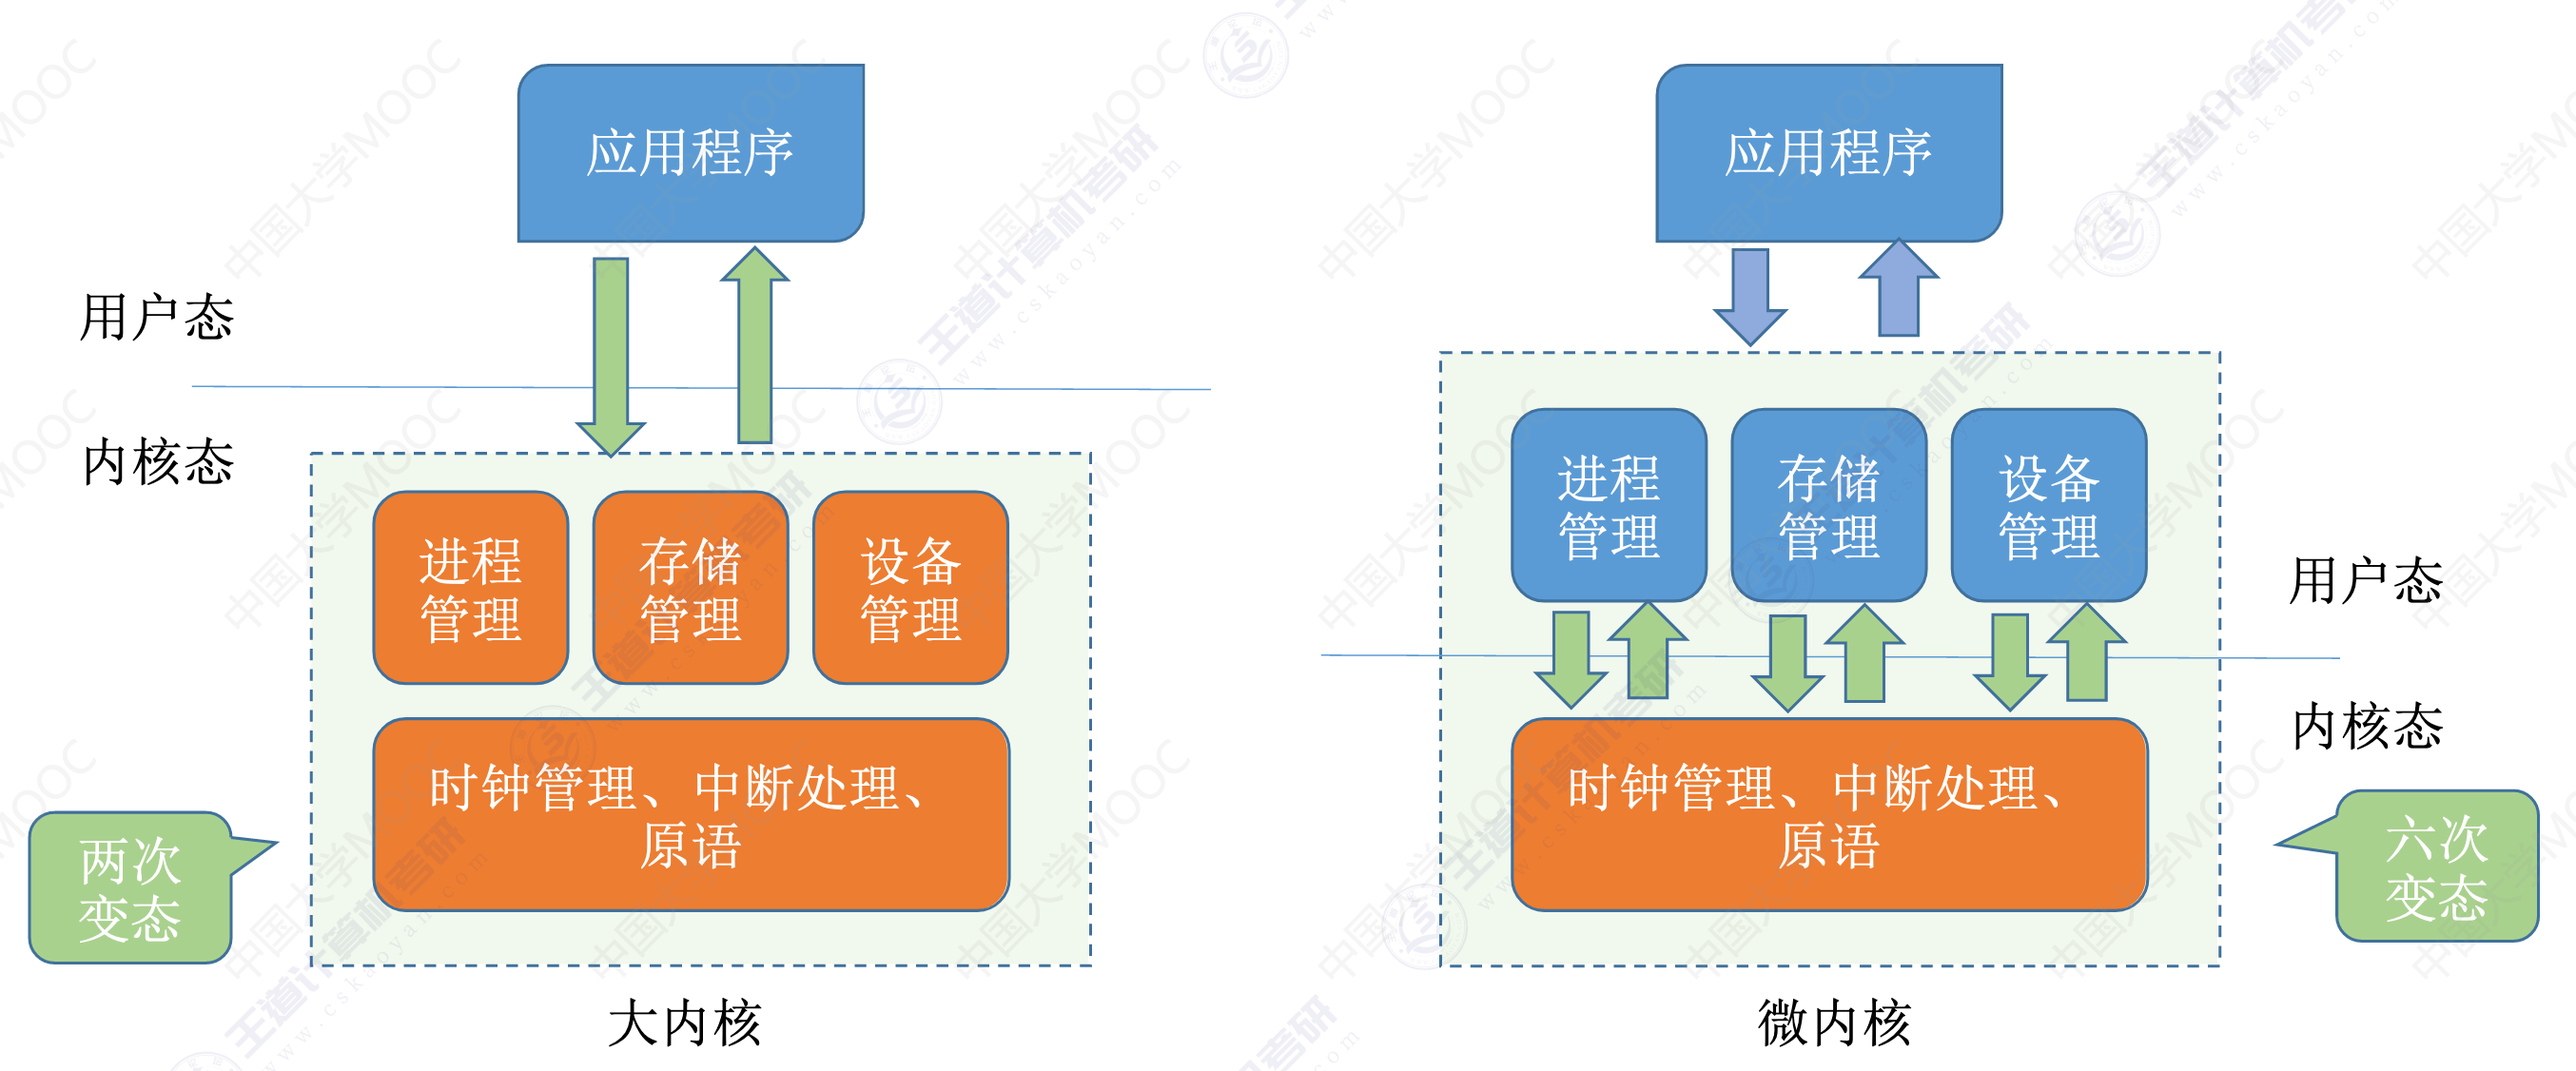 应用程序
用户态
内核态
进程
管理
存储
管理
设备
管理
时钟管理、中断处理、
原语
两次
变态
大内核
应用程序
进程
管理
存储
管理
设备
管理
用户态
内核态
时钟管理、中断处理、
原语
六次
变态
微内核
中国大学MOOC
王道计算机考研
www.cskaoyan.com